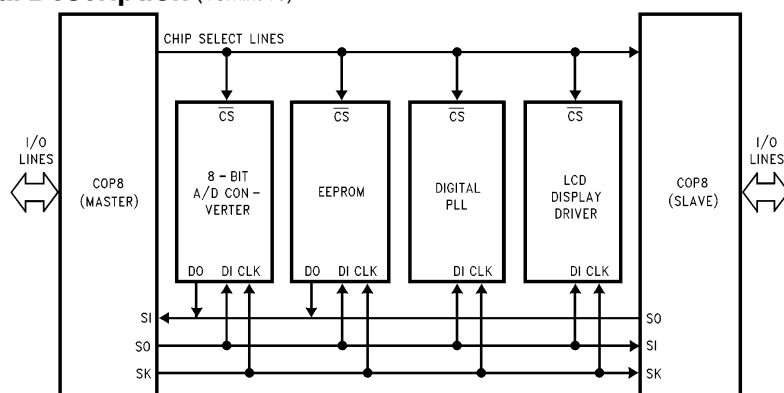 CHIP SELECT LINES
CS CS CS CS
I/O
LINES
COP8
(MASTER)
8-BIT
A/D CON-
VERTER
EEPROM
DIGITAL
PLL
LCD
DISPLAY
DRIVER
COP8
(SLAVE)
I/O
LINES
DO DI CLK DO DI CLK DI CLK DI CLK
SI SO
SO SI
SK SK